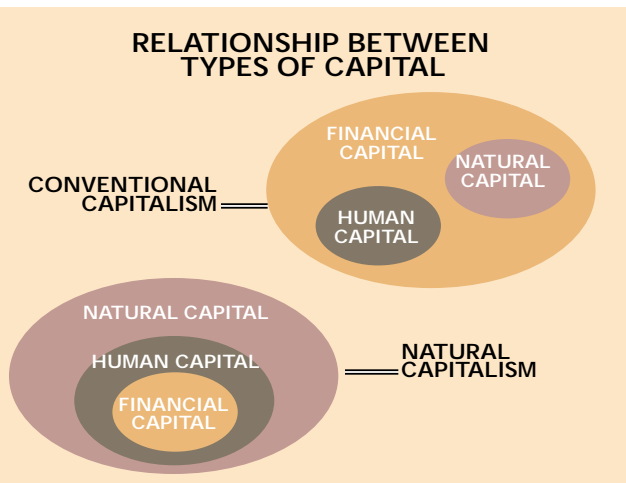 RELATIONSHIP BETWEEN
TYPES OF CAPITAL
FINANCIAL
CAPITAL
NATURAL
CAPITAL
CONVENTIONAL
CAPITALISM
HUMAN
CAPITAL
NATURAL CAPITAL
HUMAN CAPITAL
FINANCIAL
CAPITAL
NATURAL
CAPITALISM